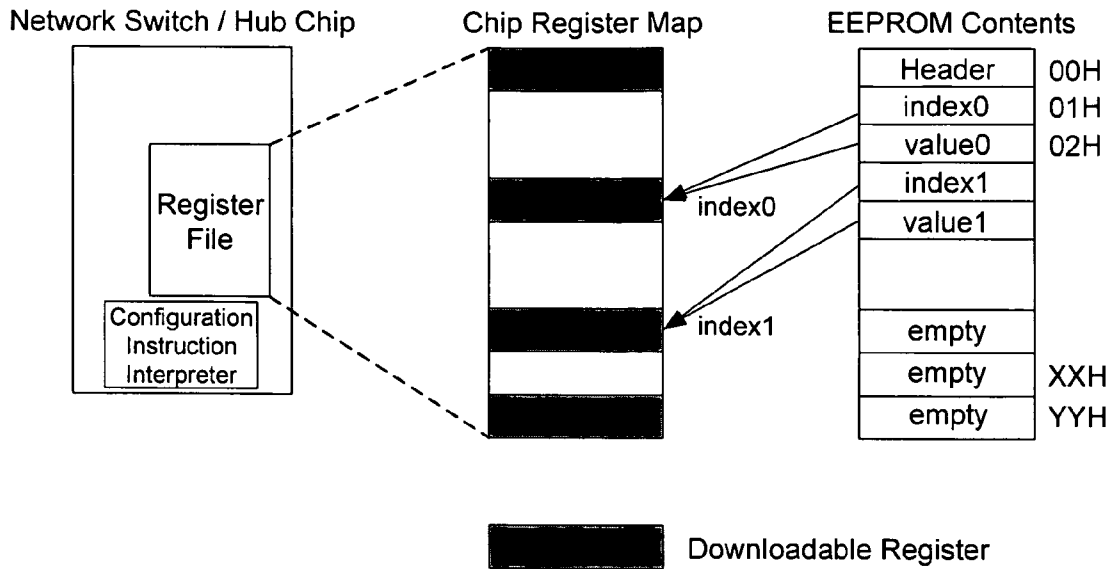 Network Switch / Hub Chip
Register
File
Configuration
Instruction
Interpreter
Chip Register Map
index0
index1
EEPROM Contents
Header 00H
index0 01H
value0 02H
index1
value1
empty
empty XXH
empty YYH
Downloadable Register